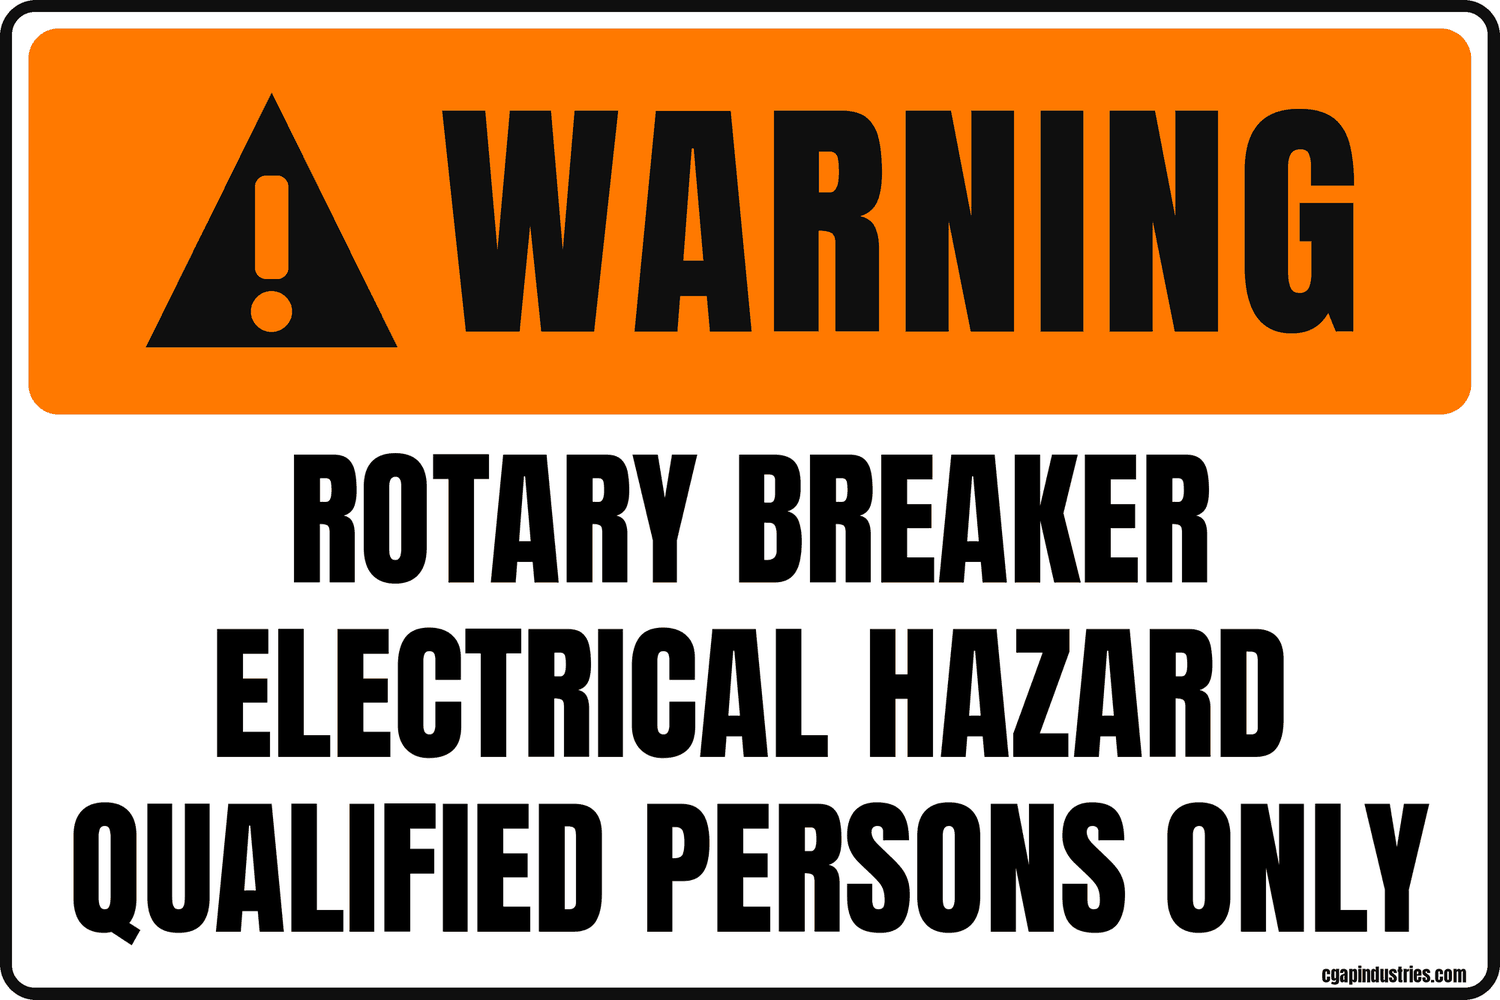 WARNING
ROTARY BREAKER
ELECTRICAL HAZARD
QUALIFIED PERSONS ONLY
cgapindustries.com